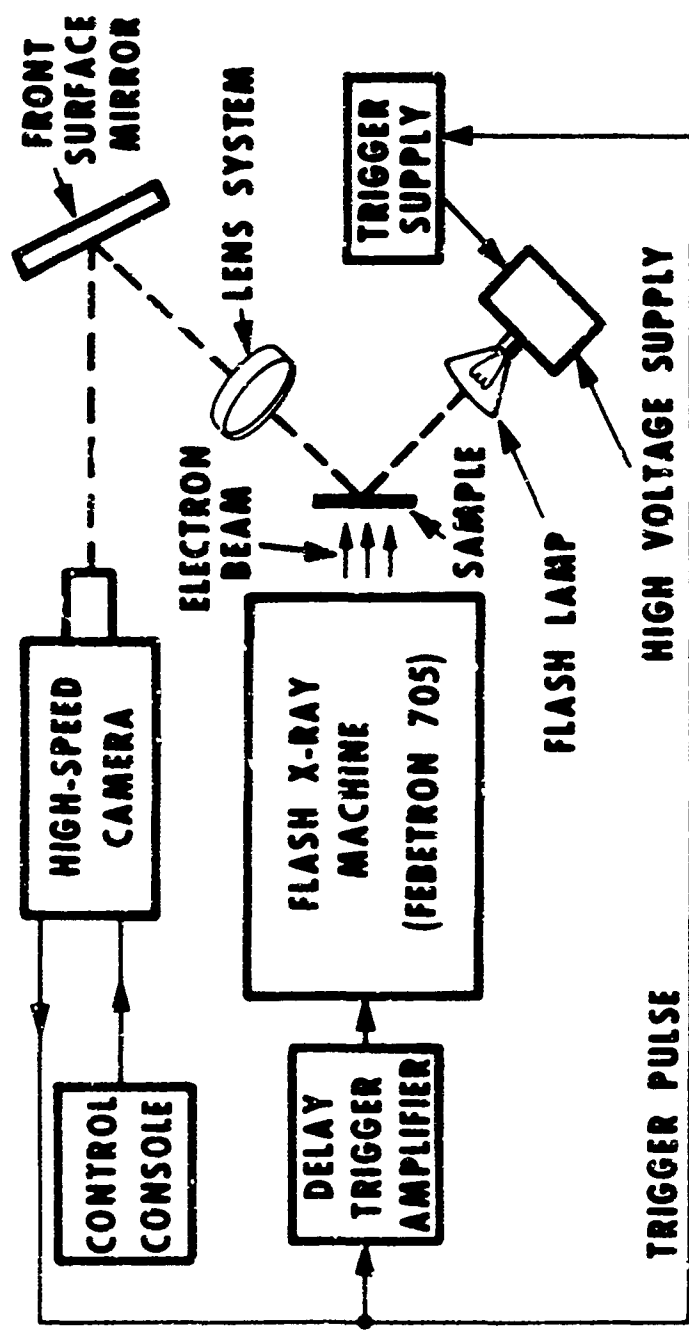 CONTROL
CONSOLE
HIGH-SPEED
CAMERA
FRONT
SURFACE
MIRROR
LENS SYSTEM
ELECTRON
BEAM
DELAY
TRIGGER
AMPLIFIER
FLASH X-RAY
MACHINE
(FEBETRON 705)
SAMPLE
TRIGGER
SUPPLY
FLASH LAMP
HIGH VOLTAGE SUPPLY
TRIGGER PULSE